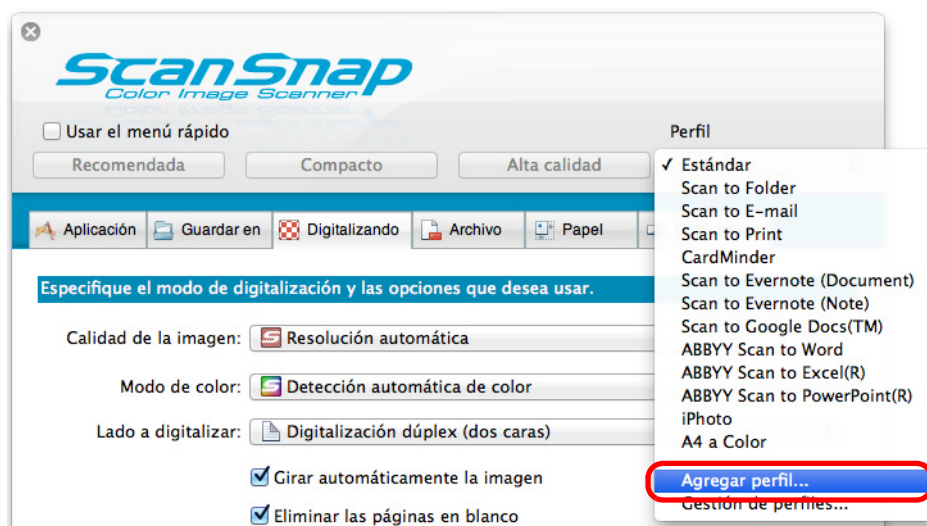 ScanSnap
Color Image Scanner
Usar el menú rápido
Perfil
Recomendada
Compacto
Alta calidad
✓ Estándar
Scan to Folder
Scan to E-mail
Scan to Print
CardMinder
Scan to Evernote (Document)
Scan to Evernote (Note)
Scan to Google Docs(TM)
ABBYY Scan to Word
ABBYY Scan to Excel(R)
ABBYY Scan to PowerPoint(R)
iPhoto
A4 a Color
Agregar perfil...
Gestión de perfiles...
Aplicación
Guardar en
Digitalizando
Archivo
Papel
Especifique el modo de digitalización y las opciones que desea usar.
Calidad de la imagen: Resolución automática
Modo de color: Detección automática de color
Lado a digitalizar: Digitalización dúplex (dos caras)
Girar automáticamente la imagen
Eliminar las páginas en blanco